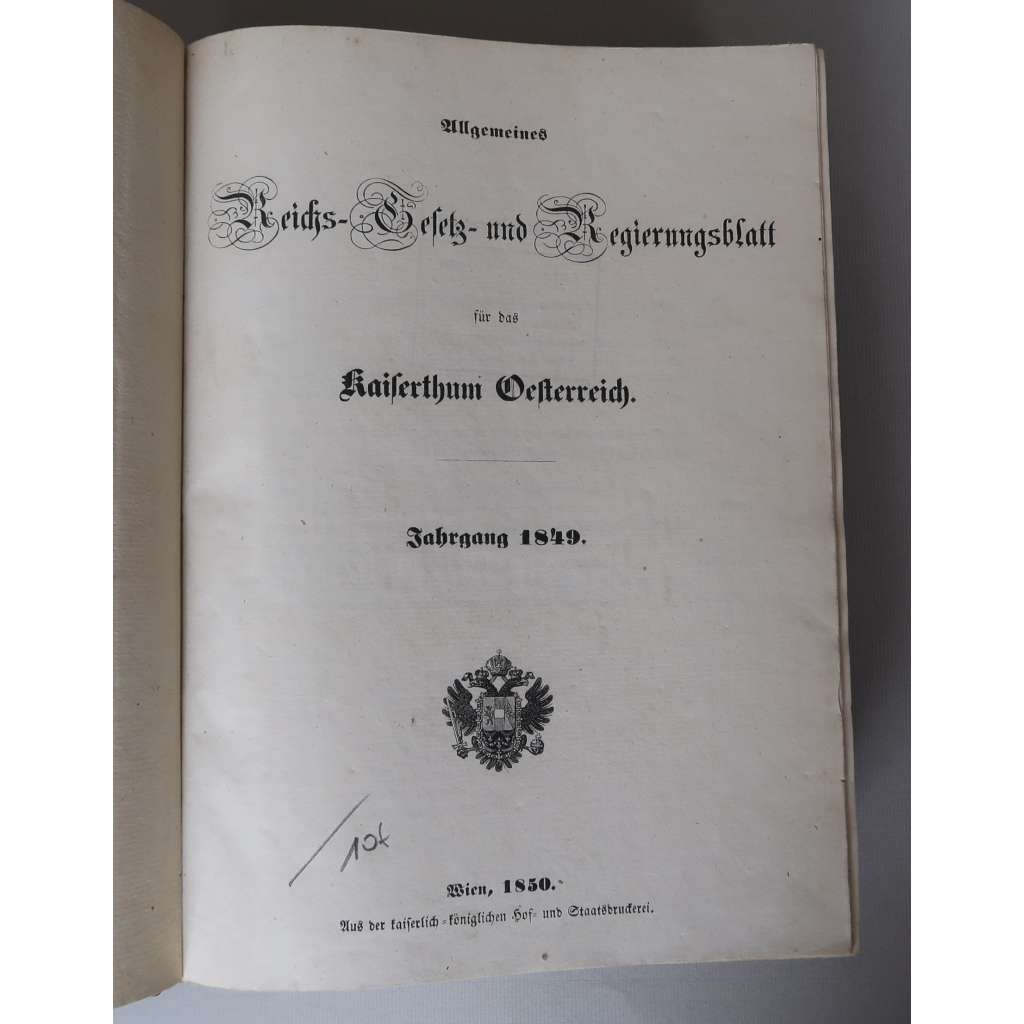 Allgemeines
Reichs-Gesetz- und Regierungsblatt
für das
Kaiserthum Oesterreich.
Jahrgang 1849.
Wien, 1850.
Aus der kaiserlich-königlichen Hof- und Staatsdruckerei.